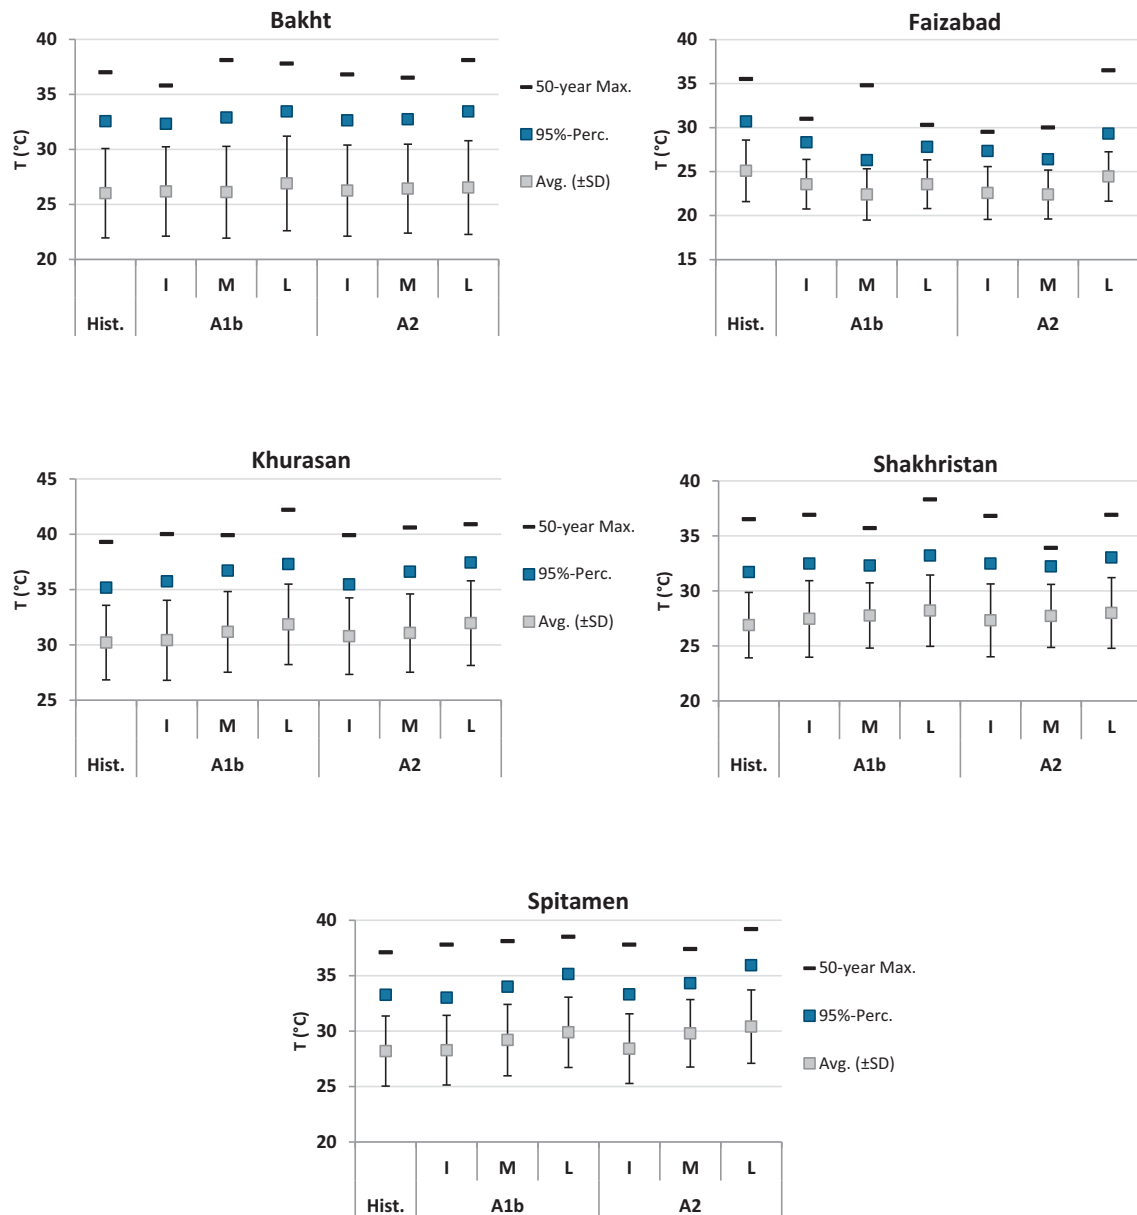 Bakht
40
35
30
25
20
T (°C)
I M L I M L
Hist. A1b A2
50-year Max.
95%-Perc.
Avg. (±SD)
Faizabad
40
35
30
25
20
15
I M L I M L
Hist. A1b A2
Khurasan
45
40
35
30
25
T (°C)
I M L I M L
Hist. A1b A2
50-year Max.
95%-Perc.
Avg. (±SD)
Shakhristan
40
35
30
25
20
T (°C)
I M L I M L
Hist. A1b A2
Spitamen
40
35
30
25
20
T (°C)
I M L I M L
Hist. A1b A2
50-year Max.
95%-Perc.
Avg. (±SD)